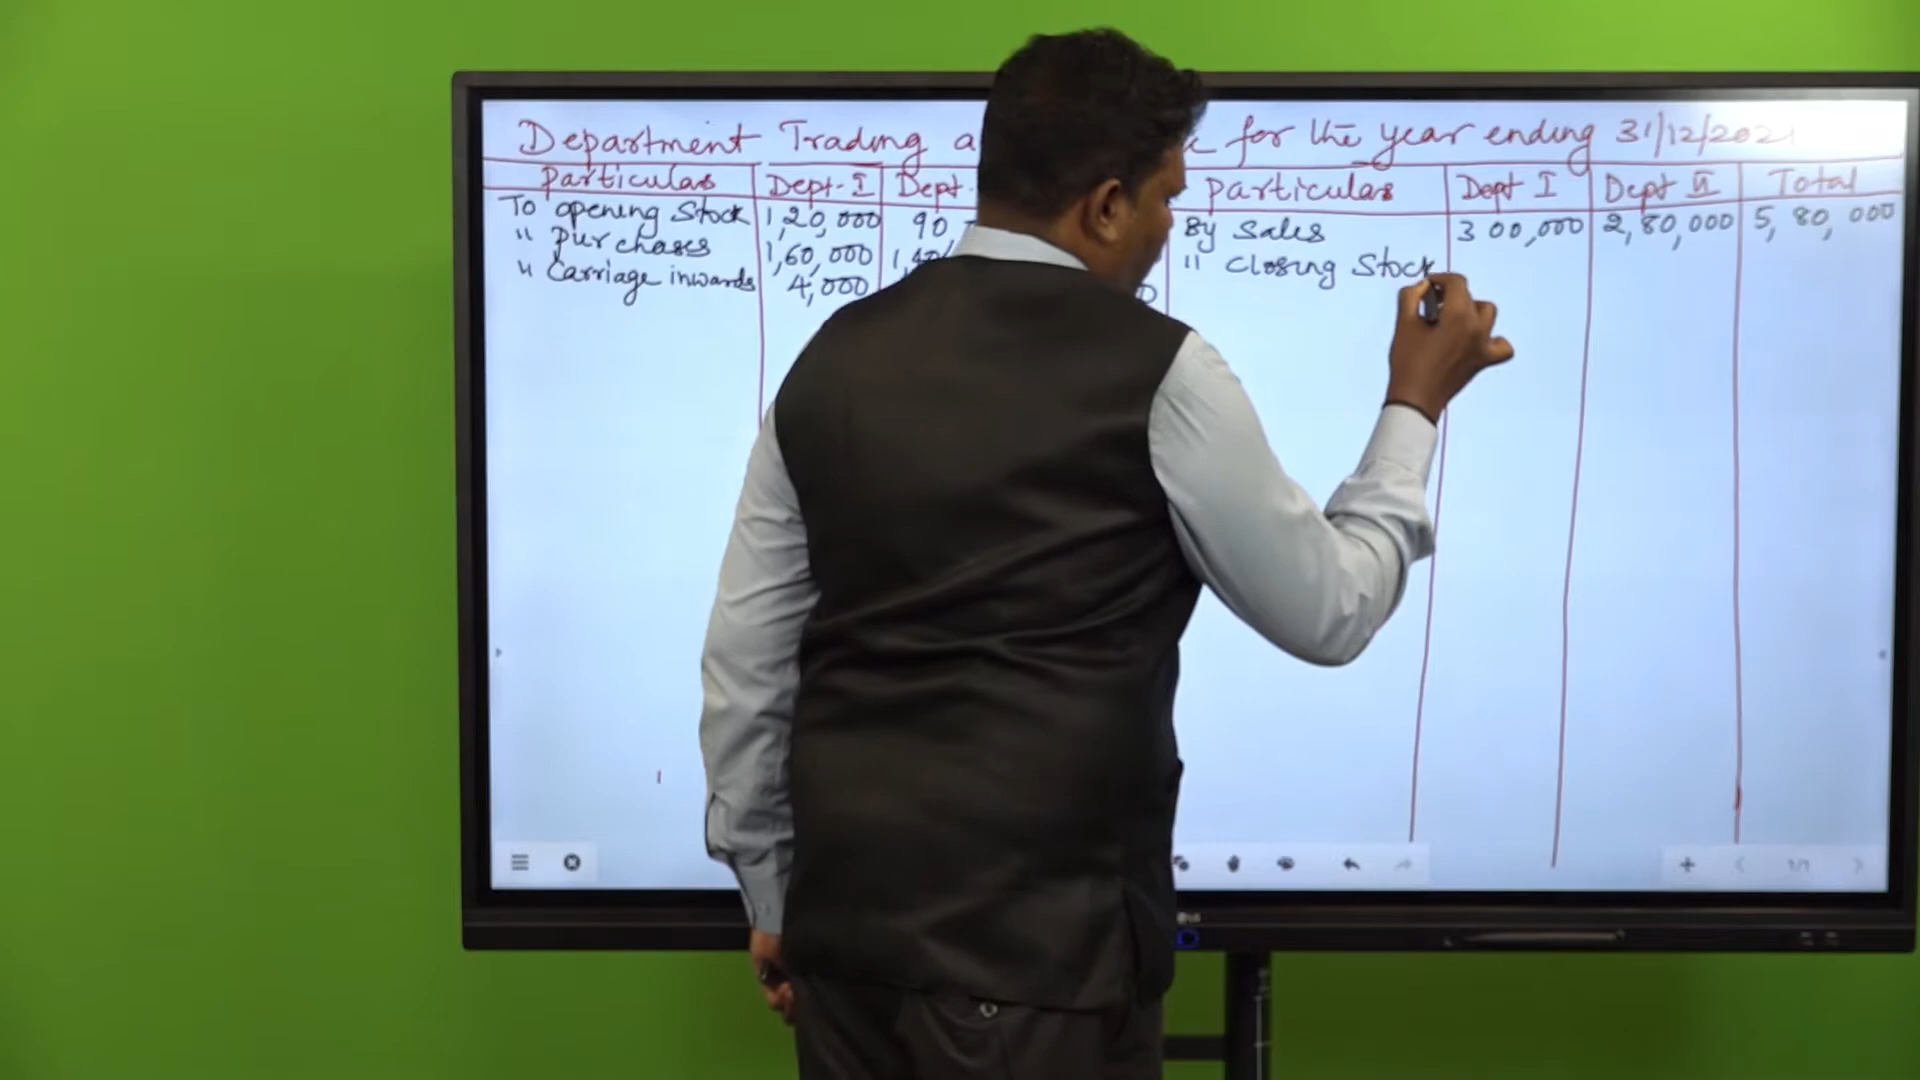 Department Trading a for the year ending 31/12/2021
Particulars Dept-I Dept- Particulars Dept I Dept II Total
To opening Stock 1,20,000 90 By Sales 3 00,000 2,80,000 5,80,000
" Purchases 1,60,000 1,40 " Closing Stock
" Carriage inwards 4,000